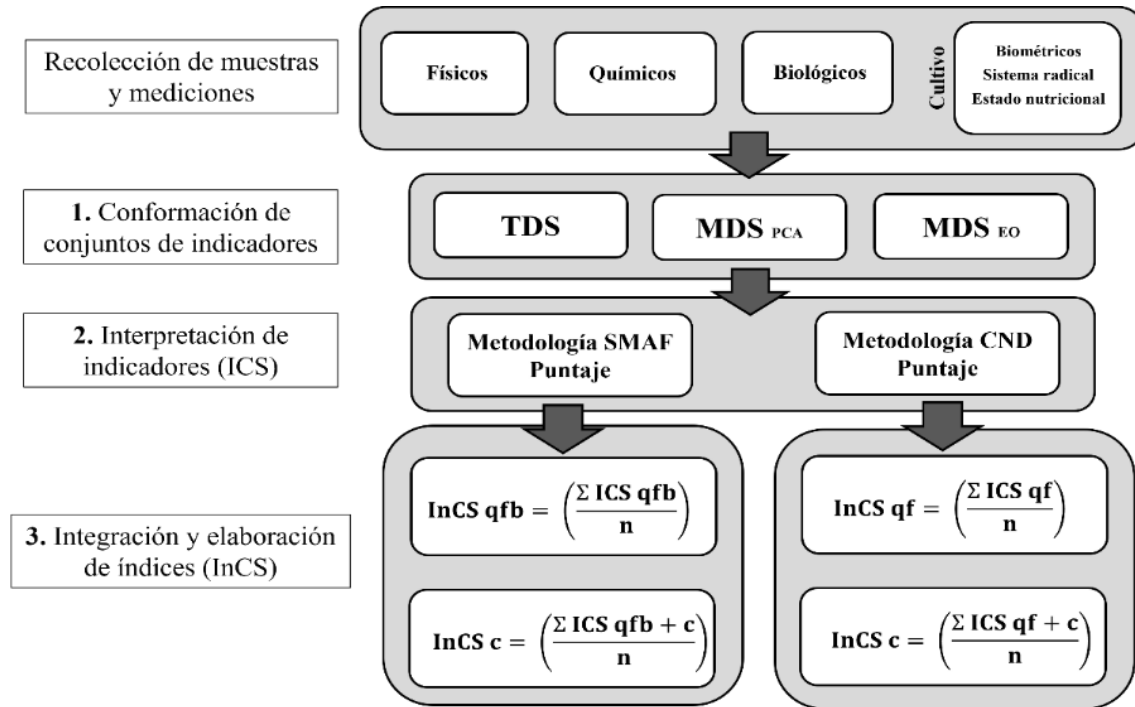 Recolección de muestras
y mediciones
Físicos
Químicos
Biológicos
Cultivo
Biométricos
Sistema radical
Estado nutricional
1. Conformación de
conjuntos de indicadores
TDS
MDS PCA
MDS EO
2. Interpretación de
indicadores (ICS)
Metodología SMAF
Puntaje
Metodología CND
Puntaje
3. Integración y elaboración
de índices (InCS)
InCS qfb = (Σ ICS qfb / n)
InCS qf = (Σ ICS qf / n)
InCS c = (Σ ICS qfb + c / n)
InCS c = (Σ ICS qf + c / n)